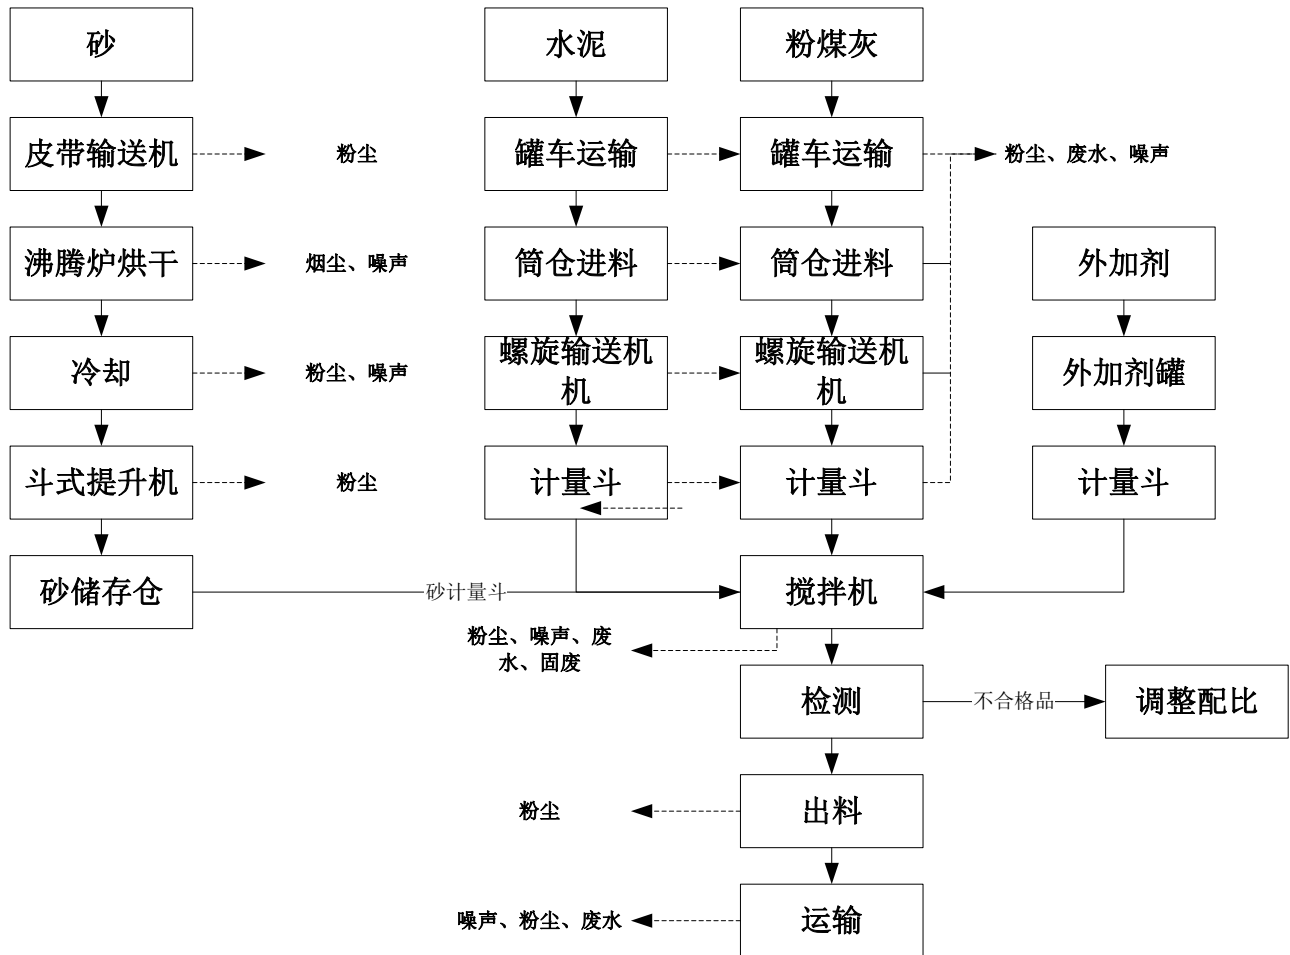 砂
水泥
粉煤灰
皮带输送机
粉尘
罐车运输
罐车运输
粉尘、废水、噪声
沸腾炉烘干
烟尘、噪声
筒仓进料
筒仓进料
外加剂
冷却
粉尘、噪声
螺旋输送机
机
螺旋输送机
机
外加剂罐
斗式提升机
粉尘
计量斗
计量斗
计量斗
砂储存仓
砂计量斗
搅拌机
粉尘、噪声、废
水、固废
检测
不合格品
调整配比
粉尘
出料
噪声、粉尘、废水
运输